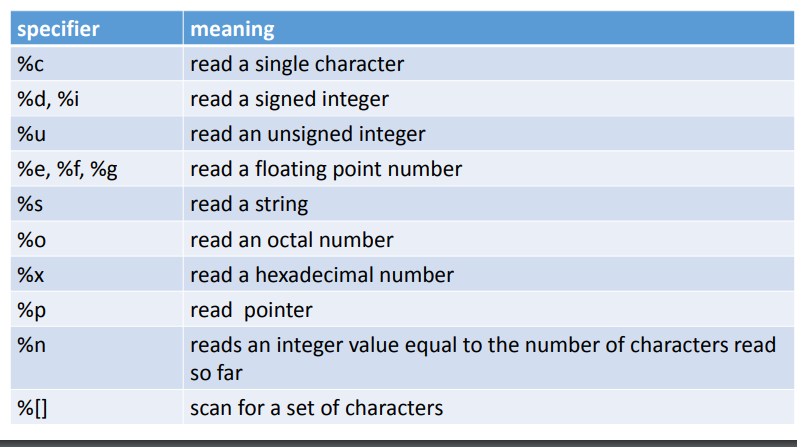 specifier meaning
%c read a single character
%d, %i read a signed integer
%u read an unsigned integer
%e, %f, %g read a floating point number
%s read a string
%o read an octal number
%x read a hexadecimal number
%p read  pointer
%n reads an integer value equal to the number of characters read
so far
%[] scan for a set of characters